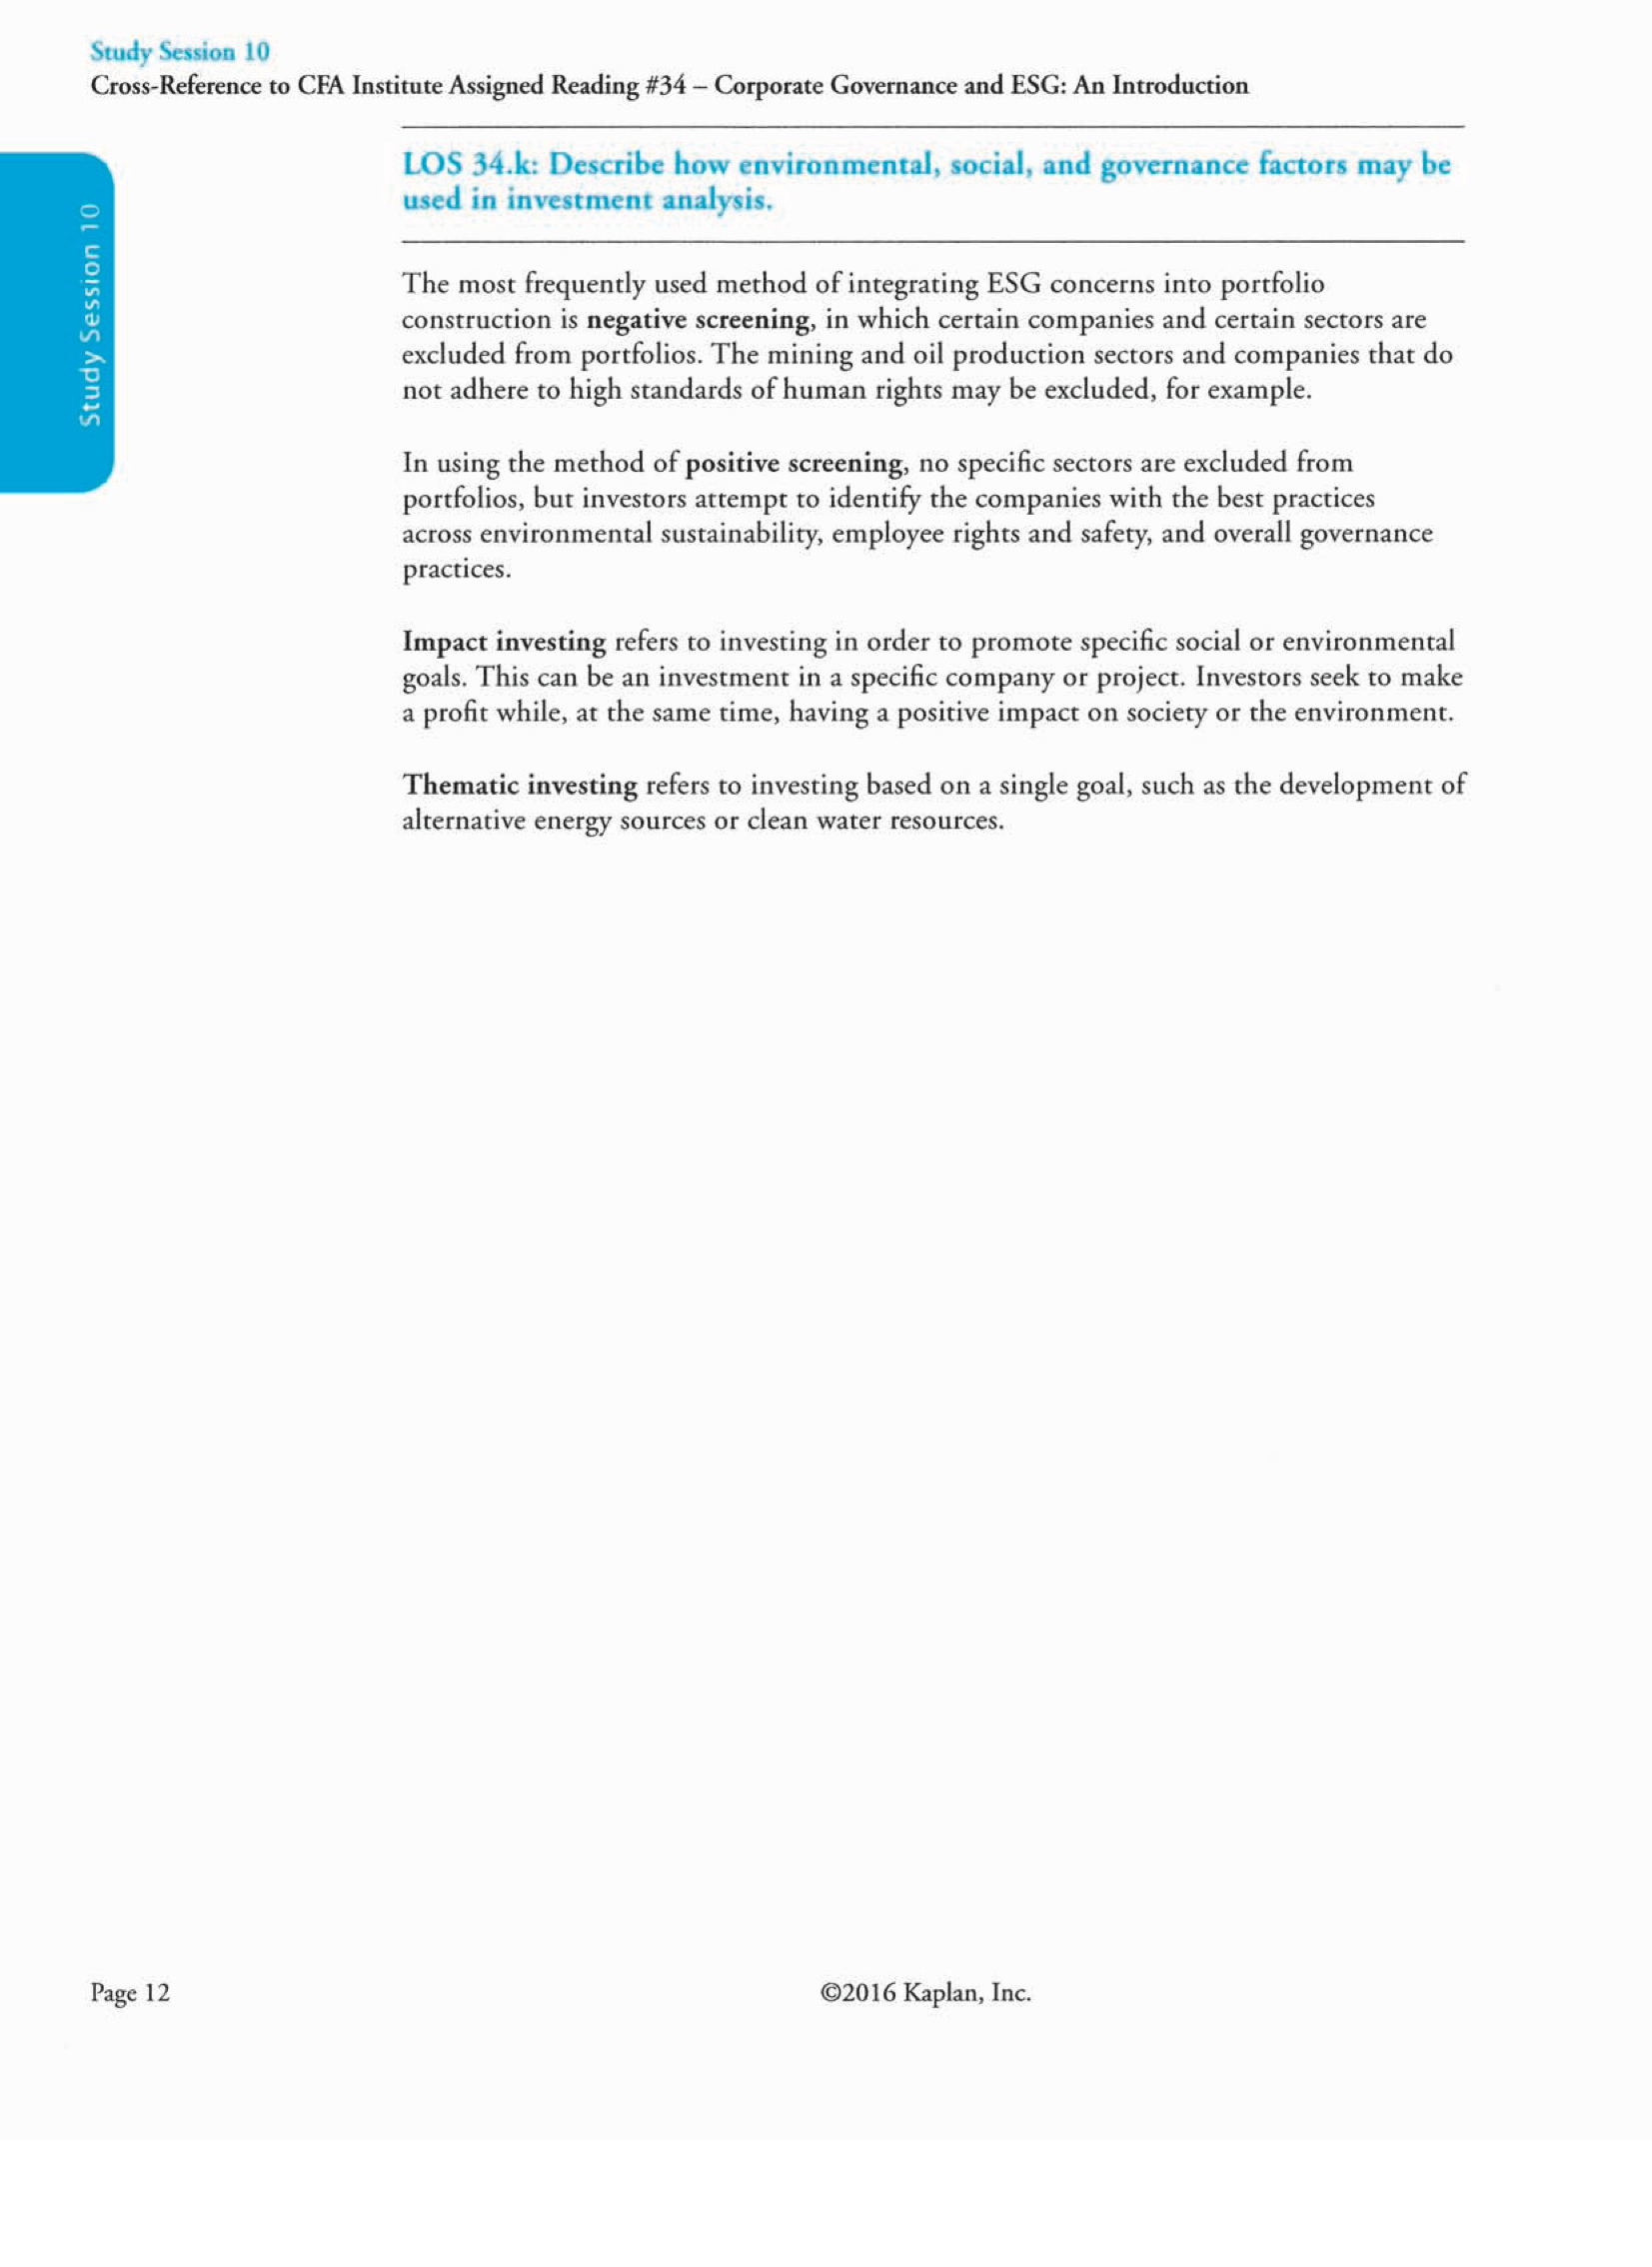 Study Session 10
Cross-Reference to CFA Institute Assigned Reading #34 – Corporate Governance and ESG: An Introduction
Study Session 10
LOS 34.k: Describe how environmental, social, and governance factors may be
used in investment analysis.
The most frequently used method of integrating ESG concerns into portfolio
construction is negative screening, in which certain companies and certain sectors are
excluded from portfolios. The mining and oil production sectors and companies that do
not adhere to high standards of human rights may be excluded, for example.
In using the method of positive screening, no specific sectors are excluded from
portfolios, but investors attempt to identify the companies with the best practices
across environmental sustainability, employee rights and safety, and overall governance
practices.
Impact investing refers to investing in order to promote specific social or environmental
goals. This can be an investment in a specific company or project. Investors seek to make
a profit while, at the same time, having a positive impact on society or the environment.
Thematic investing refers to investing based on a single goal, such as the development of
alternative energy sources or clean water resources.
Page 12
©2016 Kaplan, Inc.